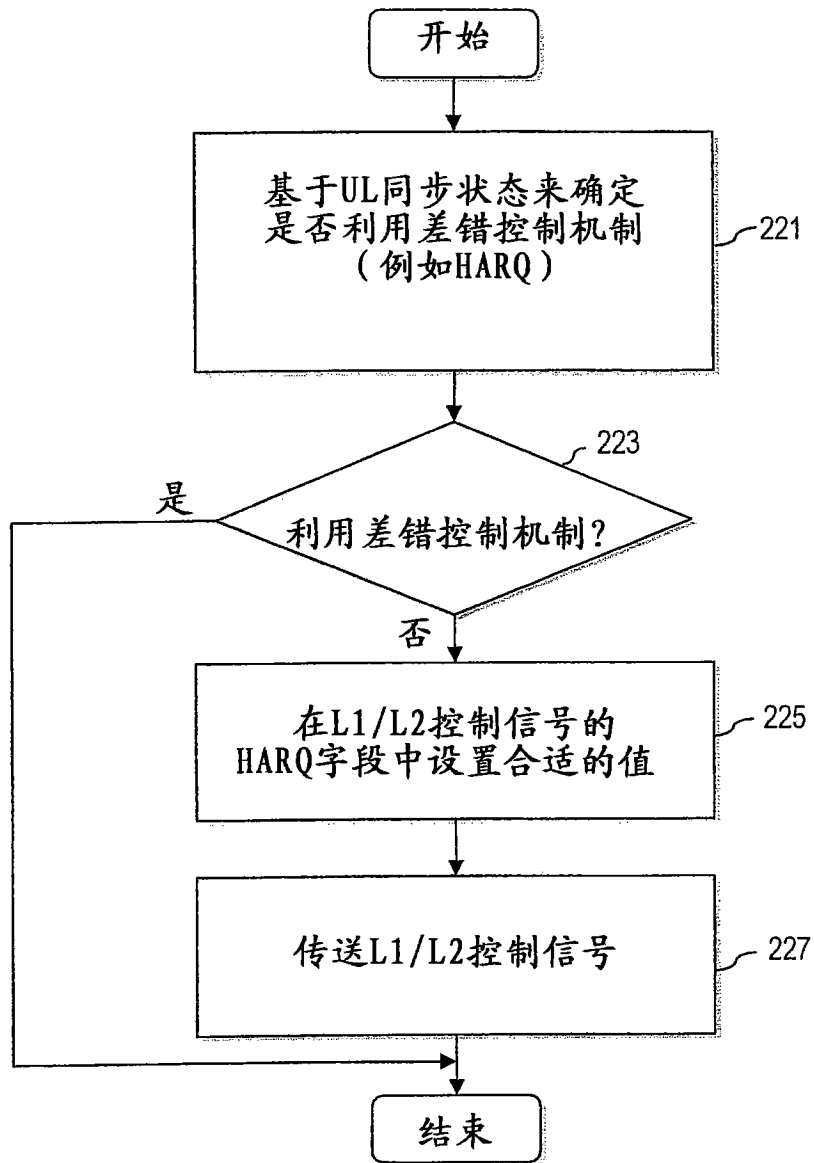 开始
基于UL同步状态来确定
是否利用差错控制机制
(例如HARQ)
221
223
是
利用差错控制机制?
否
在L1/L2控制信号的
HARQ字段中设置合适的值
225
传送L1/L2控制信号
227
结束